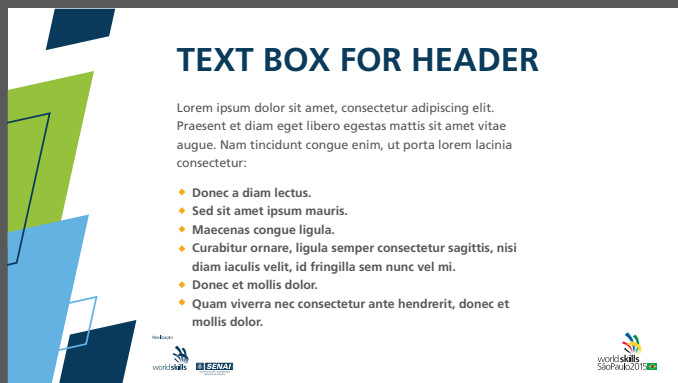 TEXT BOX FOR HEADER
Lorem ipsum dolor sit amet, consectetur adipiscing elit.
Praesent et diam eget libero egestas mattis sit amet vitae
augue. Nam tincidunt congue enim, ut porta lorem lacinia
consectetur:
Donec a diam lectus.
Sed sit amet ipsum mauris.
Maecenas congue ligula.
Curabitur ornare, ligula semper consectetur sagittis, nisi
diam iaculis velit, id fringilla sem nunc vel mi.
Donec et mollis dolor.
Quam viverra nec consectetur ante hendrerit, donec et
mollis dolor.
Realização
worldskills
SENAI
worldskills
SãoPaulo2015